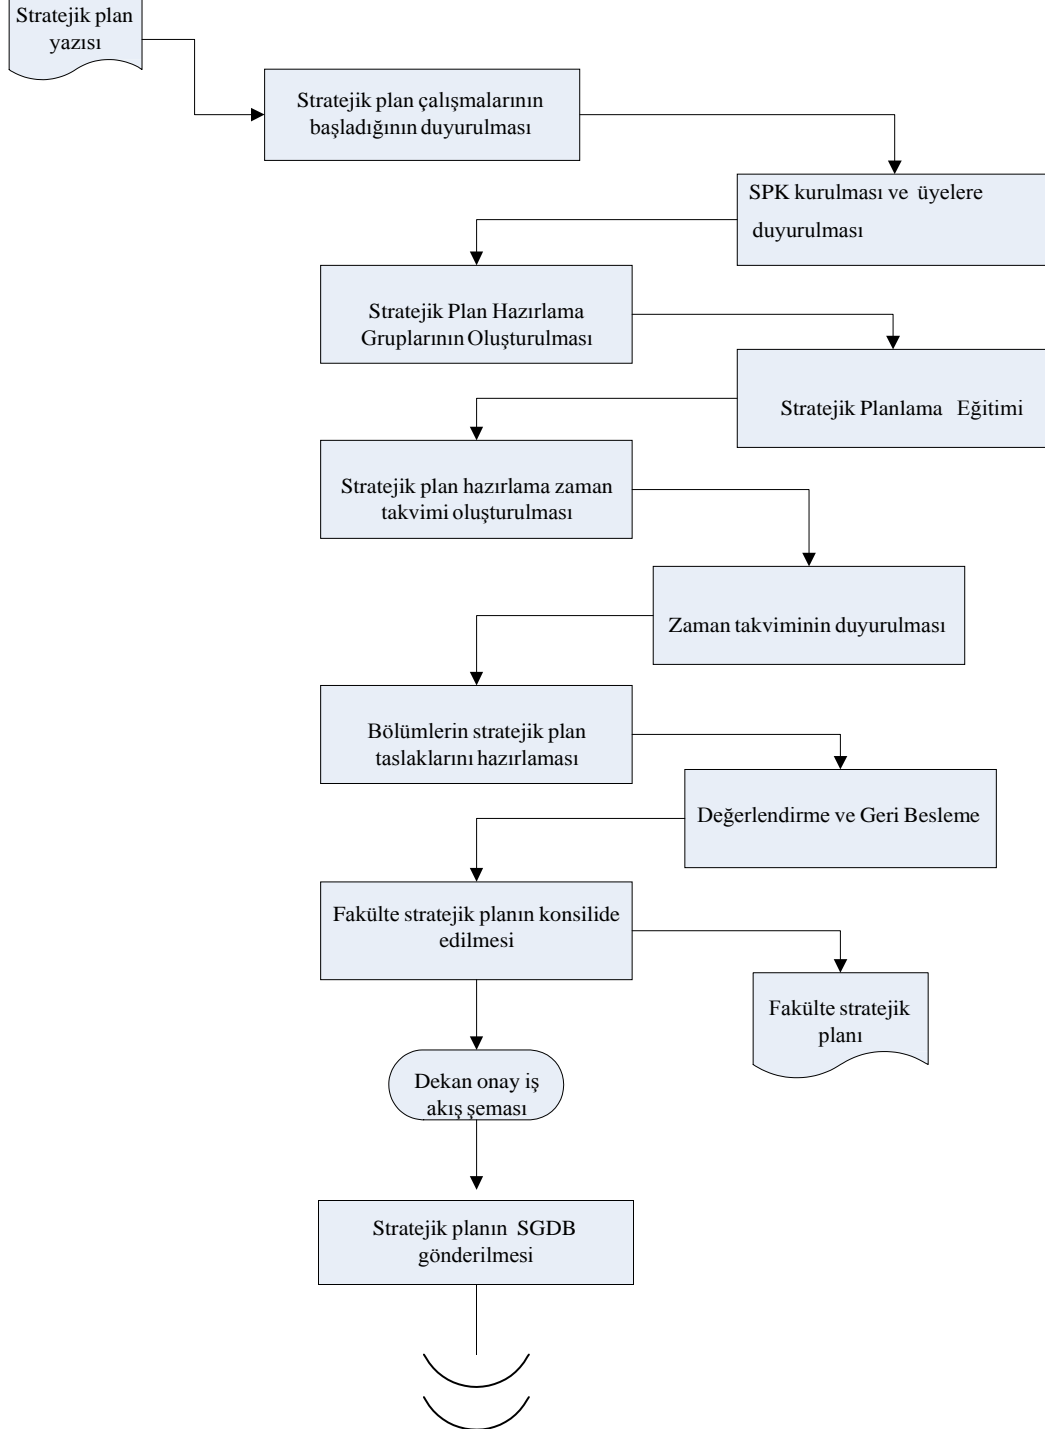 Stratejik plan
yazısı
Stratejik plan çalışmalarının
başladığının duyurulması
SPK kurulması ve üyelere
duyurulması
Stratejik Plan Hazırlama
Gruplarının Oluşturulması
Stratejik Planlama Eğitimi
Stratejik plan hazırlama zaman
takvimi oluşturulması
Zaman takviminin duyurulması
Bölümlerin stratejik plan
taslaklarını hazırlaması
Değerlendirme ve Geri Besleme
Fakülte stratejik planın konsilide
edilmesi
Fakülte stratejik
planı
Dekan onay iş
akış şeması
Stratejik planın SGDB
gönderilmesi